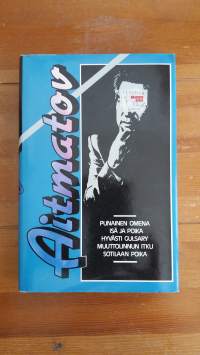 Aitmatov
PUNAINEN OMENA
ISÄ JA POIKA
HYVÄSTI GULSARY
MUUTTOLINNUN ITKU
SOTILAAN POIKA